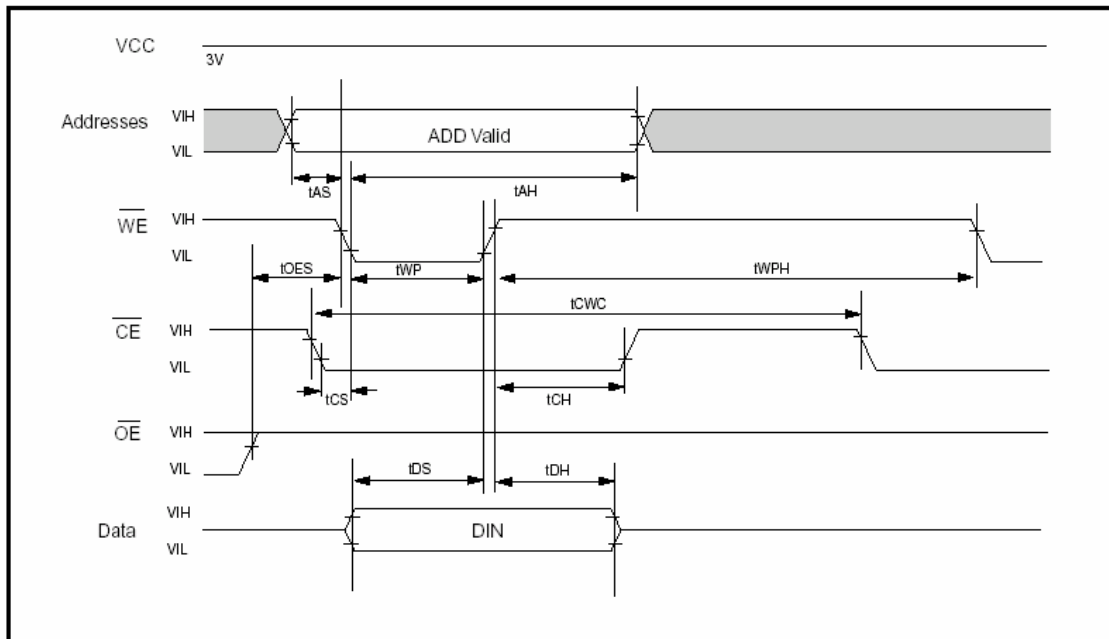 VCC
3V
Addresses
VIH
VIL
ADD Valid
tAS
tAH
WE
VIH
VIL
tOES
tWP
tWPH
tCWC
CE
VIH
VIL
tCS
tCH
OE
VIH
VIL
tDS
tDH
Data
VIH
VIL
DIN